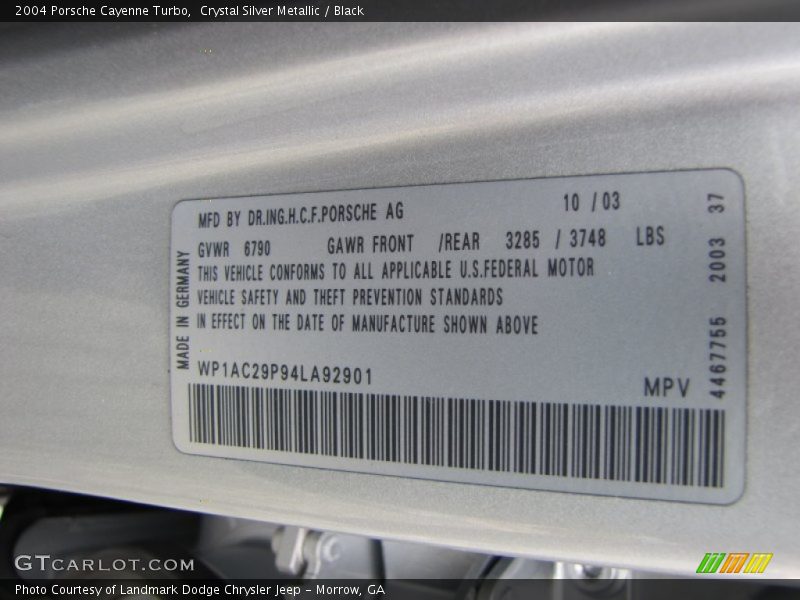 2004 Porsche Cayenne Turbo,  Crystal Silver Metallic / Black
MFD BY DR.ING.H.C.F.PORSCHE AG 10 /03
GVWR 6790 GAWR FRONT /REAR 3285 / 3748 LBS
THIS VEHICLE CONFORMS TO ALL APPLICABLE U.S.FEDERAL MOTOR
VEHICLE SAFETY AND THEFT PREVENTION STANDARDS
IN EFFECT ON THE DATE OF MANUFACTURE SHOWN ABOVE
WP1AC29P94LA92901
MPV
MADE IN GERMANY
4467755 2003 37
GTCARLOT.COM
Photo Courtesy of Landmark Dodge Chrysler Jeep – Morrow, GA